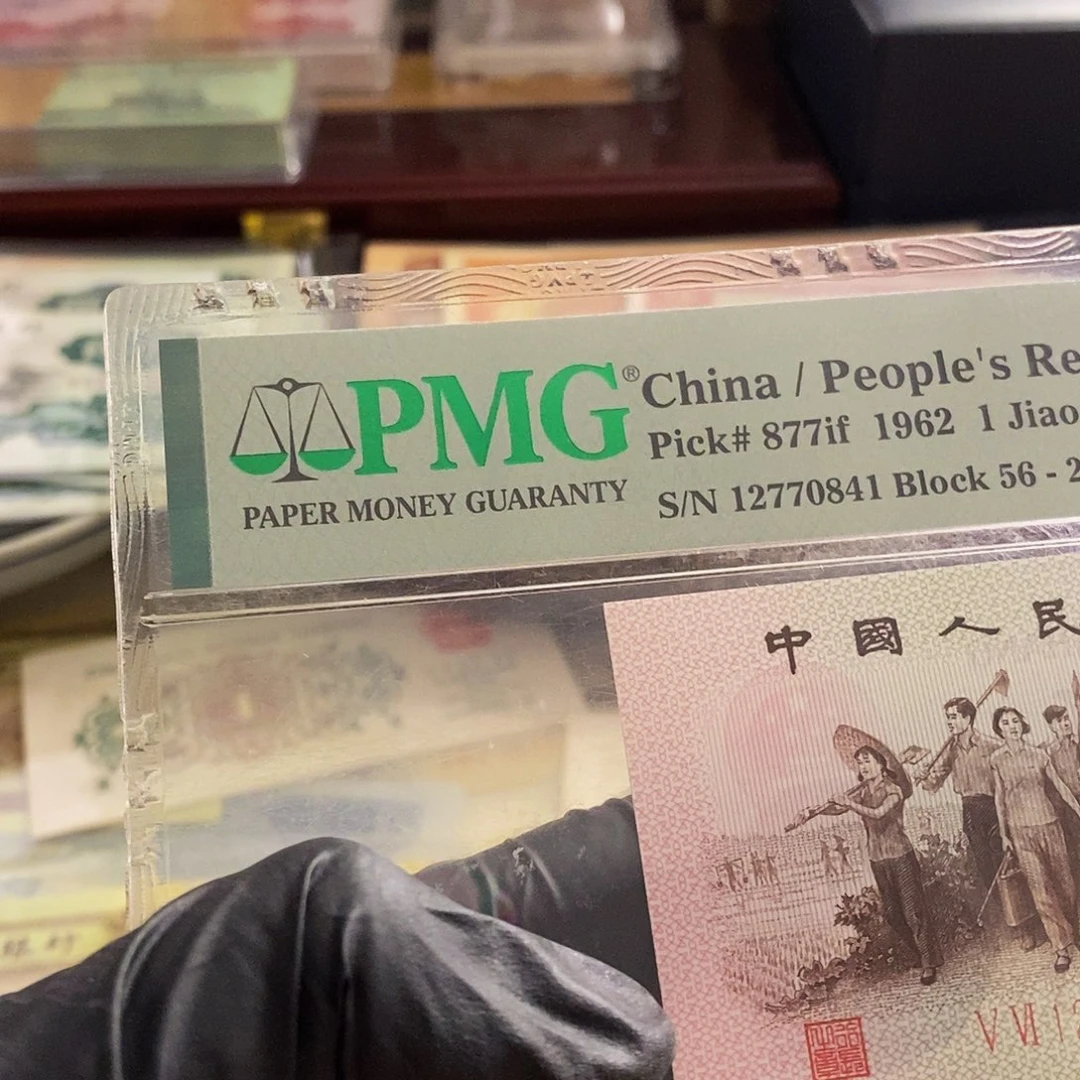 PMG®
PAPER MONEY GUARANTY
China / People's Re
Pick# 877if 1962 1 Jiao
S/N 12770841 Block 56 - 2
中國人民
V VI I